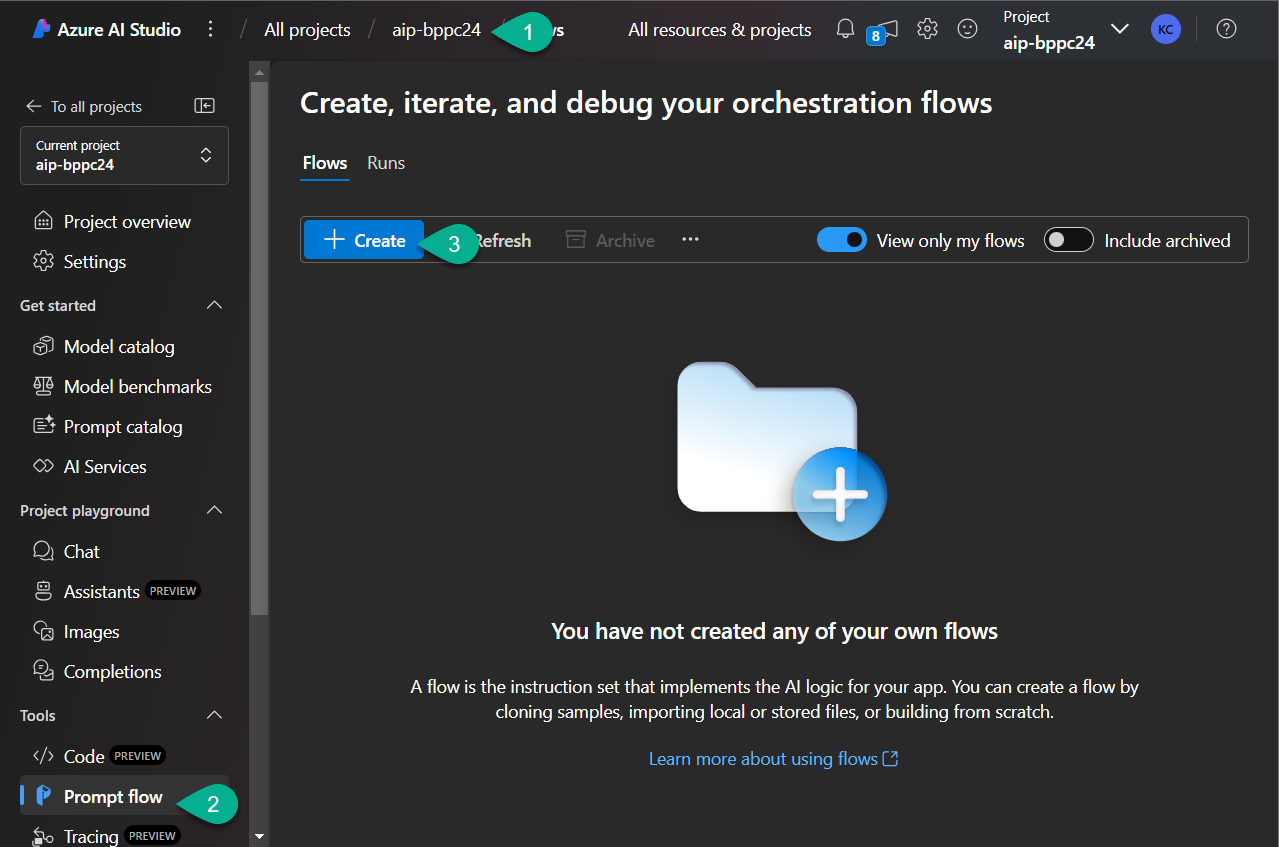 Azure AI Studio / All projects / aip-bppc24 1 s All resources & projects 8 Project
aip-bppc24 KC
To all projects
Current project
aip-bppc24
Project overview
Settings
Get started
Model catalog
Model benchmarks
Prompt catalog
AI Services
Project playground
Chat
Assistants PREVIEW
Images
Completions
Tools
Code PREVIEW
Prompt flow 2
Tracing PREVIEW
Create, iterate, and debug your orchestration flows
Flows Runs
Create 3 Refresh Archive ... View only my flows Include archived
You have not created any of your own flows
A flow is the instruction set that implements the AI logic for your app. You can create a flow by
cloning samples, importing local or stored files, or building from scratch.
Learn more about using flows